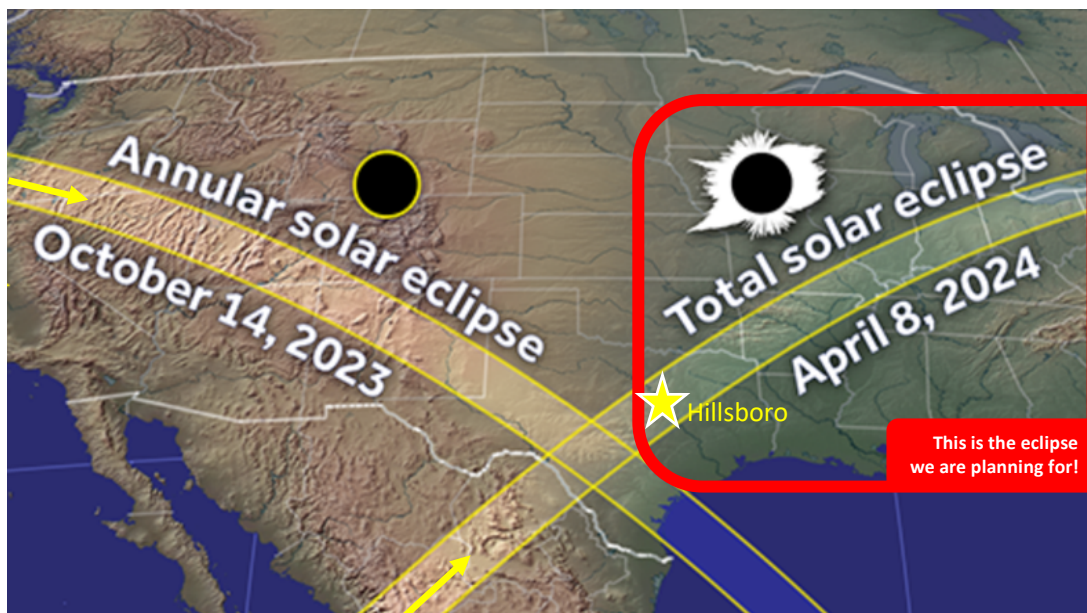 Annular solar eclipse
October 14, 2023
Total solar eclipse
April 8, 2024
Hillsboro
This is the eclipse
we are planning for!